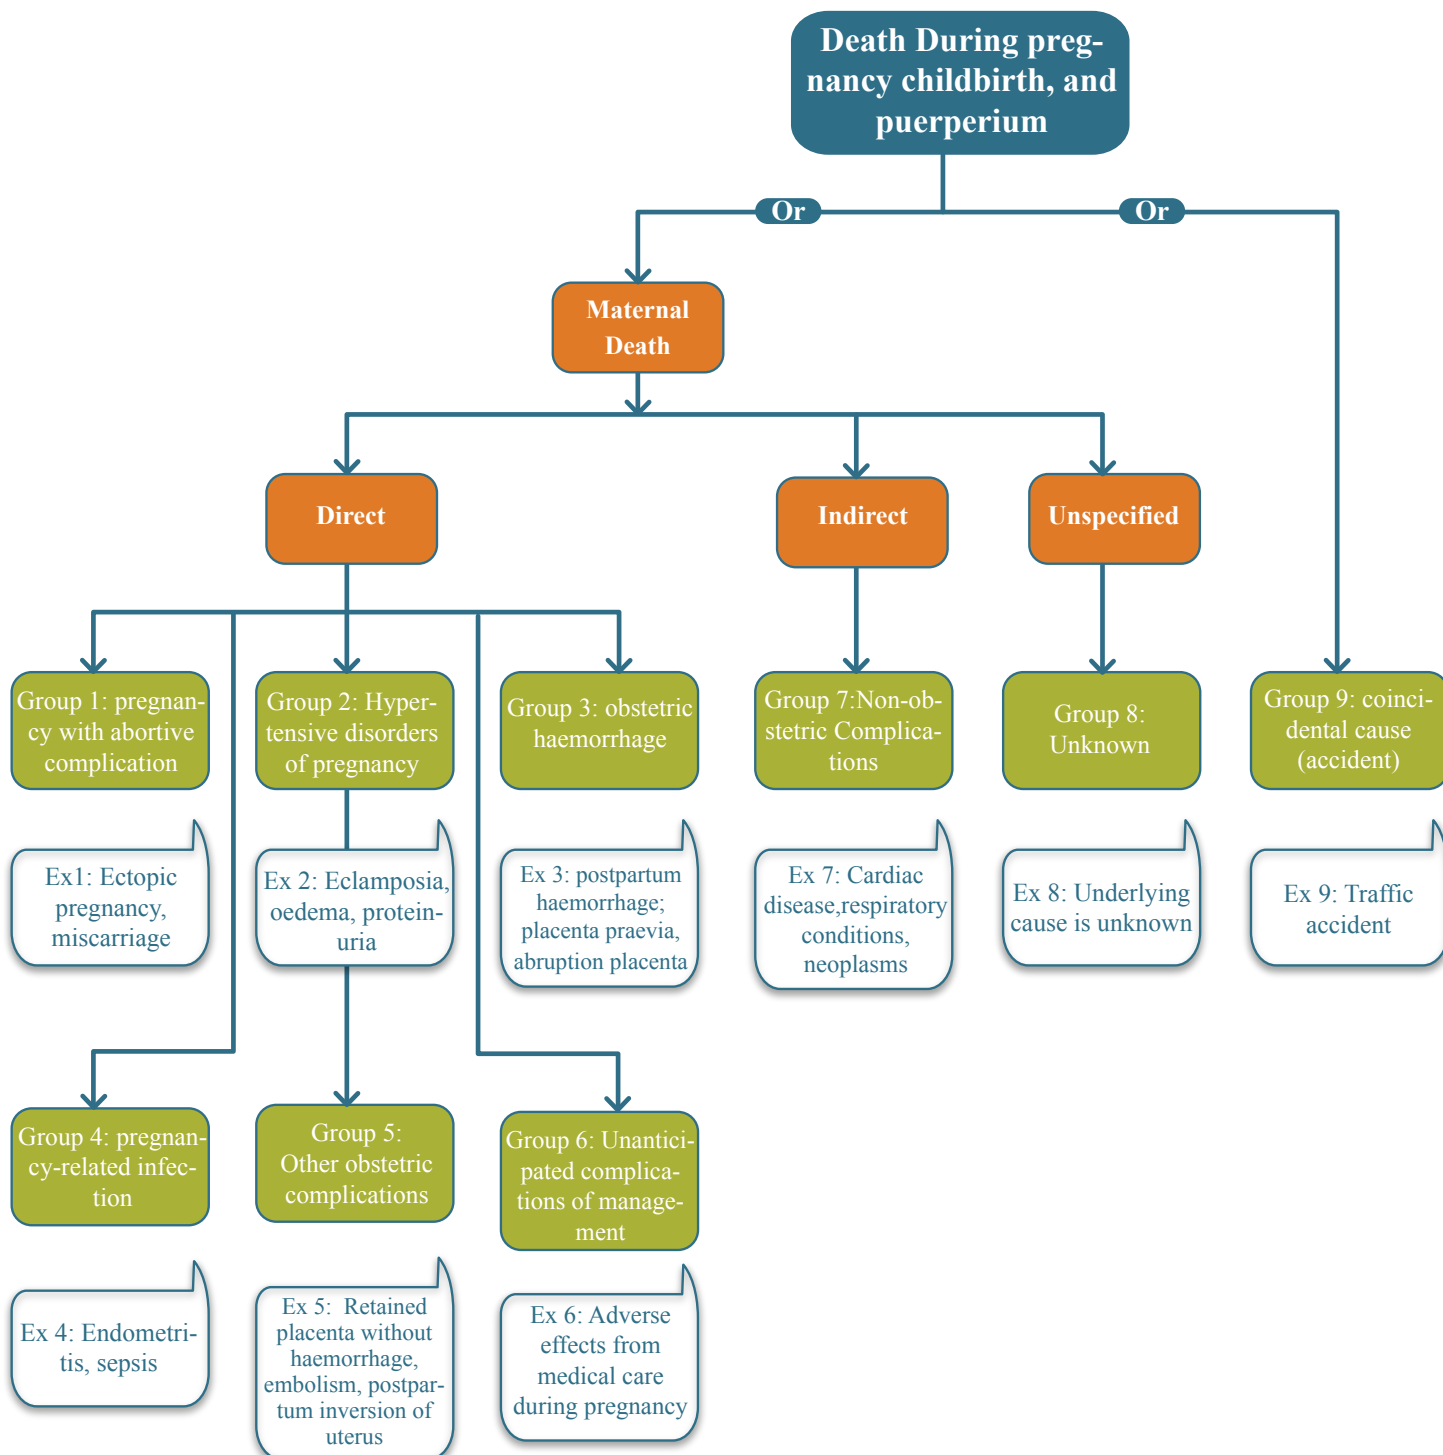 Death During preg-
nancy childbirth, and
puerperium
Or
Or
Maternal
Death
Direct
Indirect
Unspecified
Group 1: pregnan-
cy with abortive
complication
Group 2: Hyper-
tensive disorders
of pregnancy
Group 3: obstetric
haemorrhage
Group 7:Non-ob-
stetric Complica-
tions
Group 8:
Unknown
Group 9: coinci-
dental cause
(accident)
Ex1: Ectopic
pregnancy,
miscarriage
Ex 2: Eclamposia,
oedema, protein-
uria
Ex 3: postpartum
haemorrhage;
placenta praevia,
abruption placenta
Ex 7: Cardiac
disease,respiratory
conditions,
neoplasms
Ex 8: Underlying
cause is unknown
Ex 9: Traffic
accident
Group 4: pregnan-
cy-related infec-
tion
Group 5:
Other obstetric
complications
Group 6: Unantici-
pated complica-
tions of manage-
ment
Ex 4: Endometri-
tis, sepsis
Ex 5:  Retained
placenta without
haemorrhage,
embolism, postpar-
tum inversion of
uterus
Ex 6: Adverse
effects from
medical care
during pregnancy